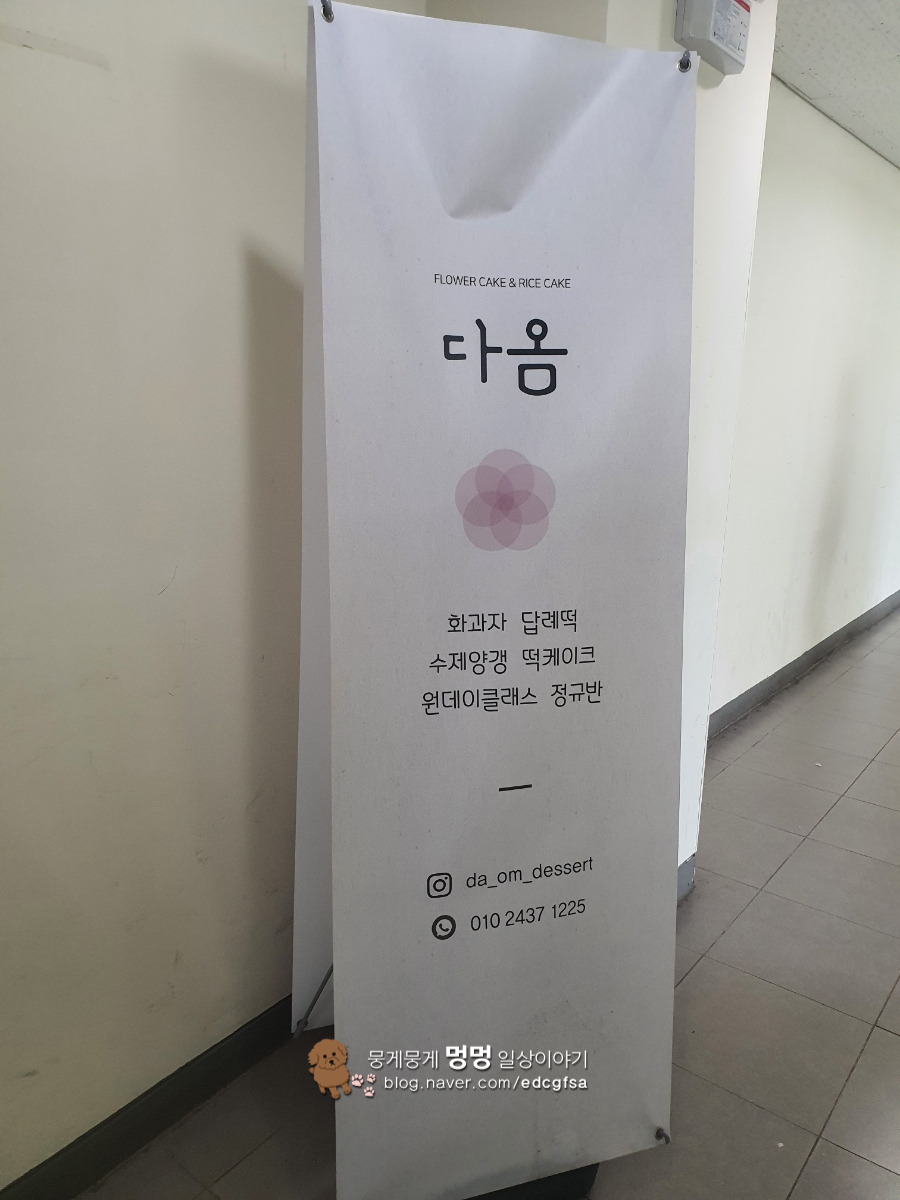 FLOWER CAKE & RICE CAKE
다옴
화과자 답례떡
수제양갱 떡케이크
원데이클래스 정규반
da_om_dessert
010 2437 1225
뭉게뭉게 멍멍 일상이야기
blog.naver.com/edcgfsa